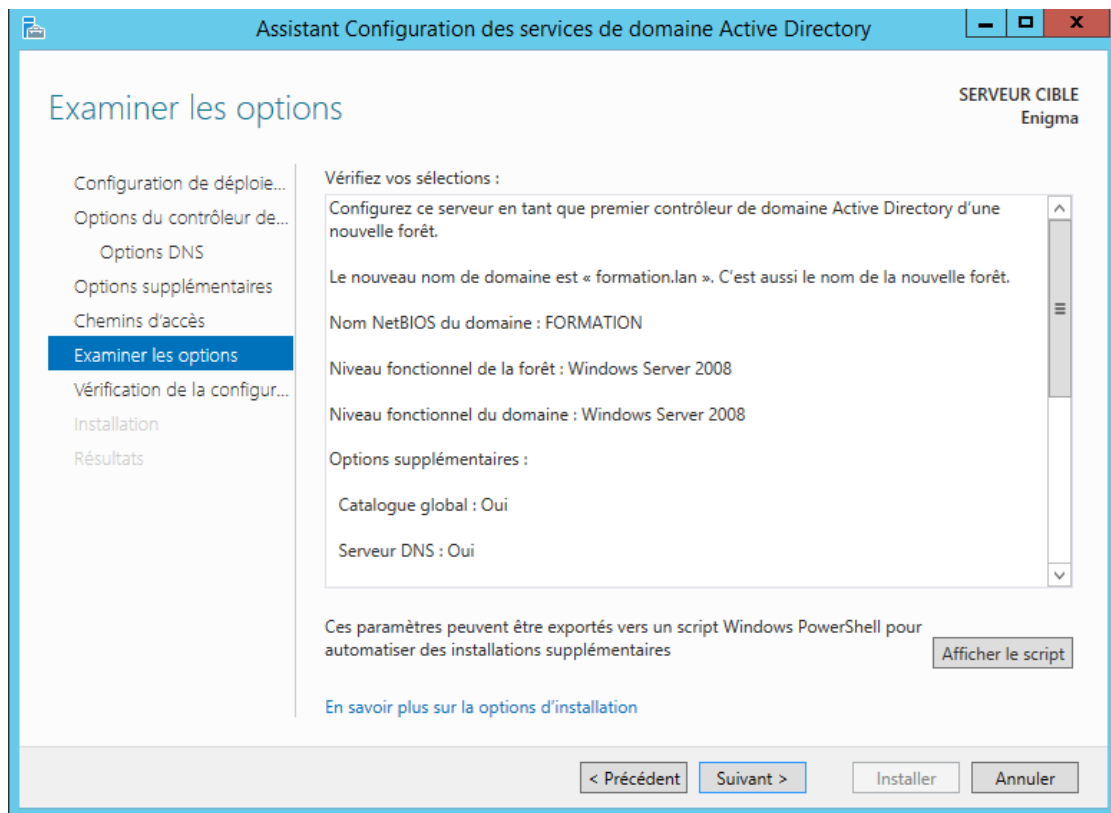 Assistant Configuration des services de domaine Active Directory
Examiner les options
SERVEUR CIBLE
Enigma
Configuration de déploie...
Options du contrôleur de...
Options DNS
Options supplémentaires
Chemins d'accès
Examiner les options
Vérification de la configur...
Installation
Résultats
Vérifiez vos sélections :
Configurez ce serveur en tant que premier contrôleur de domaine Active Directory d'une
nouvelle forêt.
Le nouveau nom de domaine est « formation.lan ». C'est aussi le nom de la nouvelle forêt.
Nom NetBIOS du domaine : FORMATION
Niveau fonctionnel de la forêt : Windows Server 2008
Niveau fonctionnel du domaine : Windows Server 2008
Options supplémentaires :
Catalogue global : Oui
Serveur DNS : Oui
Ces paramètres peuvent être exportés vers un script Windows PowerShell pour
automatiser des installations supplémentaires
Afficher le script
En savoir plus sur la options d'installation
< Précédent
Suivant >
Installer
Annuler